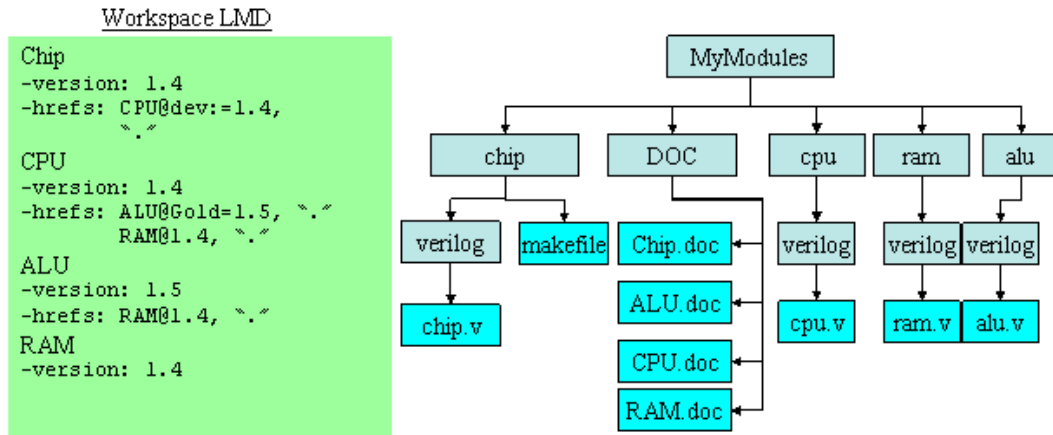 Workspace LMD
Chip
-version: 1.4
-hrefs: CPU@dev:=1.4,
"."
CPU
-version: 1.4
-hrefs: ALU@Gold=1.5, "."
RAM@1.4, "."
ALU
-version: 1.5
-hrefs: RAM@1.4, "."
RAM
-version: 1.4
MyModules
chip DOC cpu ram alu
verilog makefile Chip.doc verilog verilog verilog
chip.v ALU.doc cpu.v ram.v alu.v
CPU.doc
RAM.doc